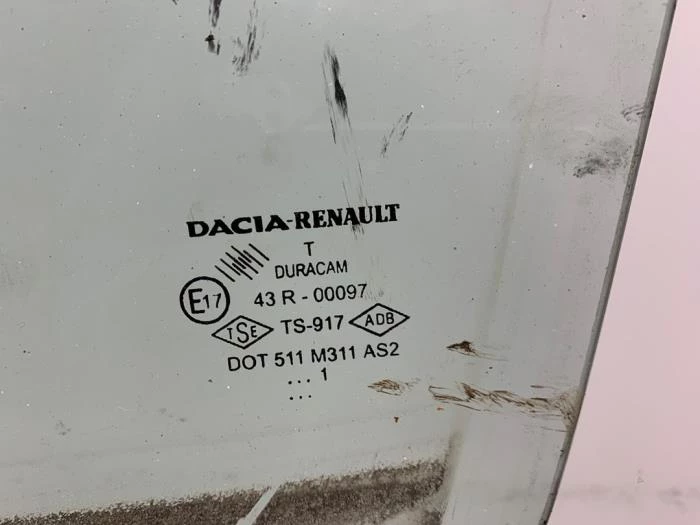 DACIA-RENAULT
T
DURACAM
E17 43 R - 00097
TSE TS-917 ADB
DOT 511 M311 AS2
... 1
...